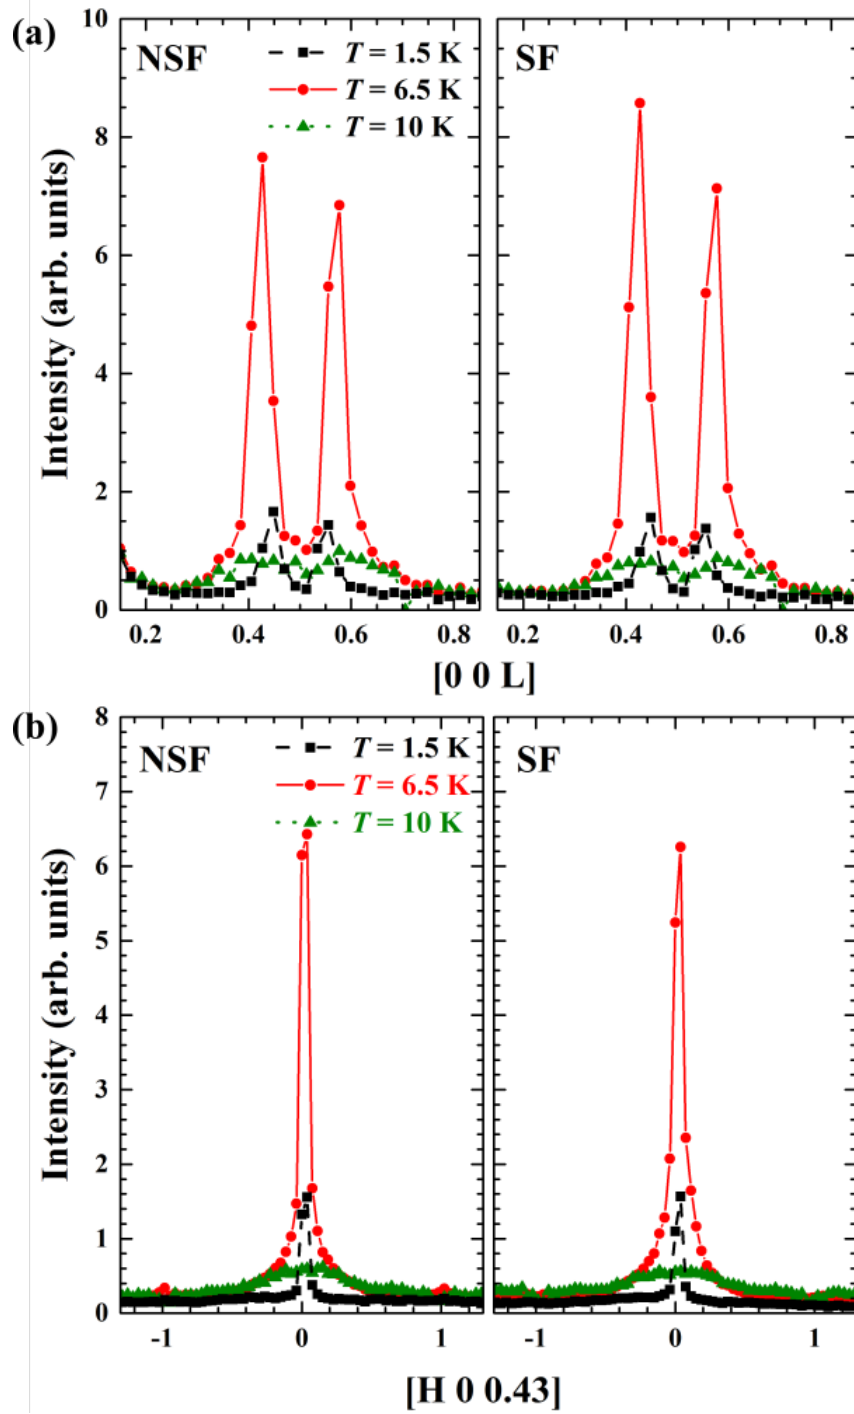 (a)
NSF
T = 1.5 K
T = 6.5 K
T = 10 K
SF
10
8
6
4
2
0
Intensity (arb. units)
0.2 0.4 0.6 0.8 0.2 0.4 0.6 0.8
[0 0 L]
(b)
NSF
T = 1.5 K
T = 6.5 K
T = 10 K
SF
8
7
6
5
4
3
2
1
0
Intensity (arb. units)
-1 0 1 -1 0 1
[H 0 0.43]